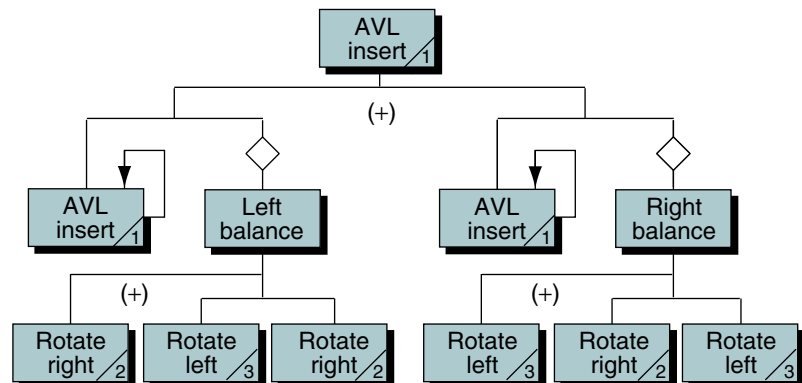 AVL
insert
1
(+)
AVL
insert
1
Left
balance
AVL
insert
1
Right
balance
(+)
(+)
Rotate
right
2
Rotate
left
3
Rotate
right
2
Rotate
left
3
Rotate
right
2
Rotate
left
3